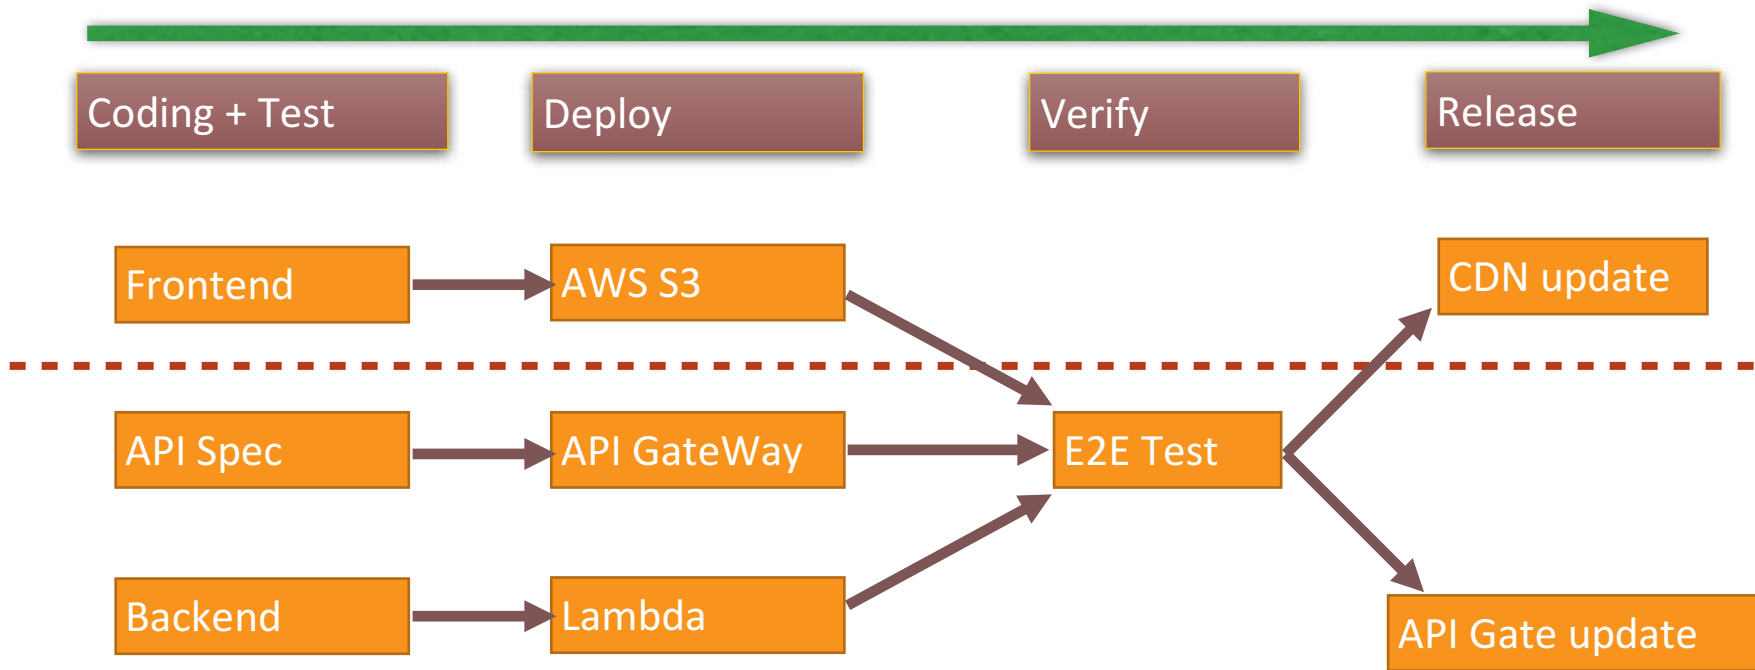 Coding + Test
Deploy
Verify
Release
Frontend
AWS S3
CDN update
API Spec
API GateWay
E2E Test
Backend
Lambda
API Gate update